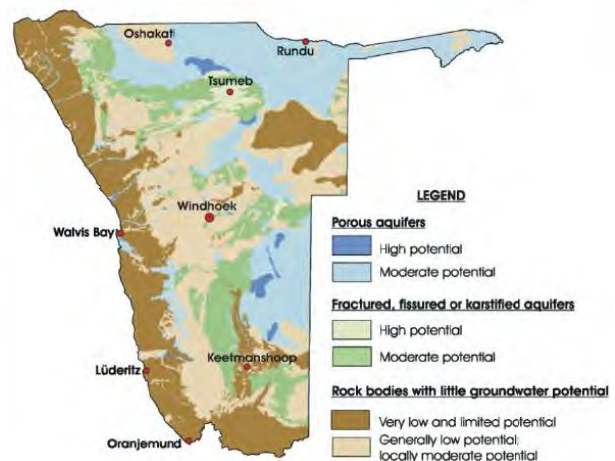 Oshakati
Rundu
Tsumeb
Windhoek
Walvis Bay
Keetmanshoop
Lüderitz
Oranjemund
LEGEND
Porous aquifers
High potential
Moderate potential
Fractured, fissured or karstified aquifers
High potential
Moderate potential
Rock bodies with little groundwater potential
Very low and limited potential
Generally low potential;
locally moderate potential